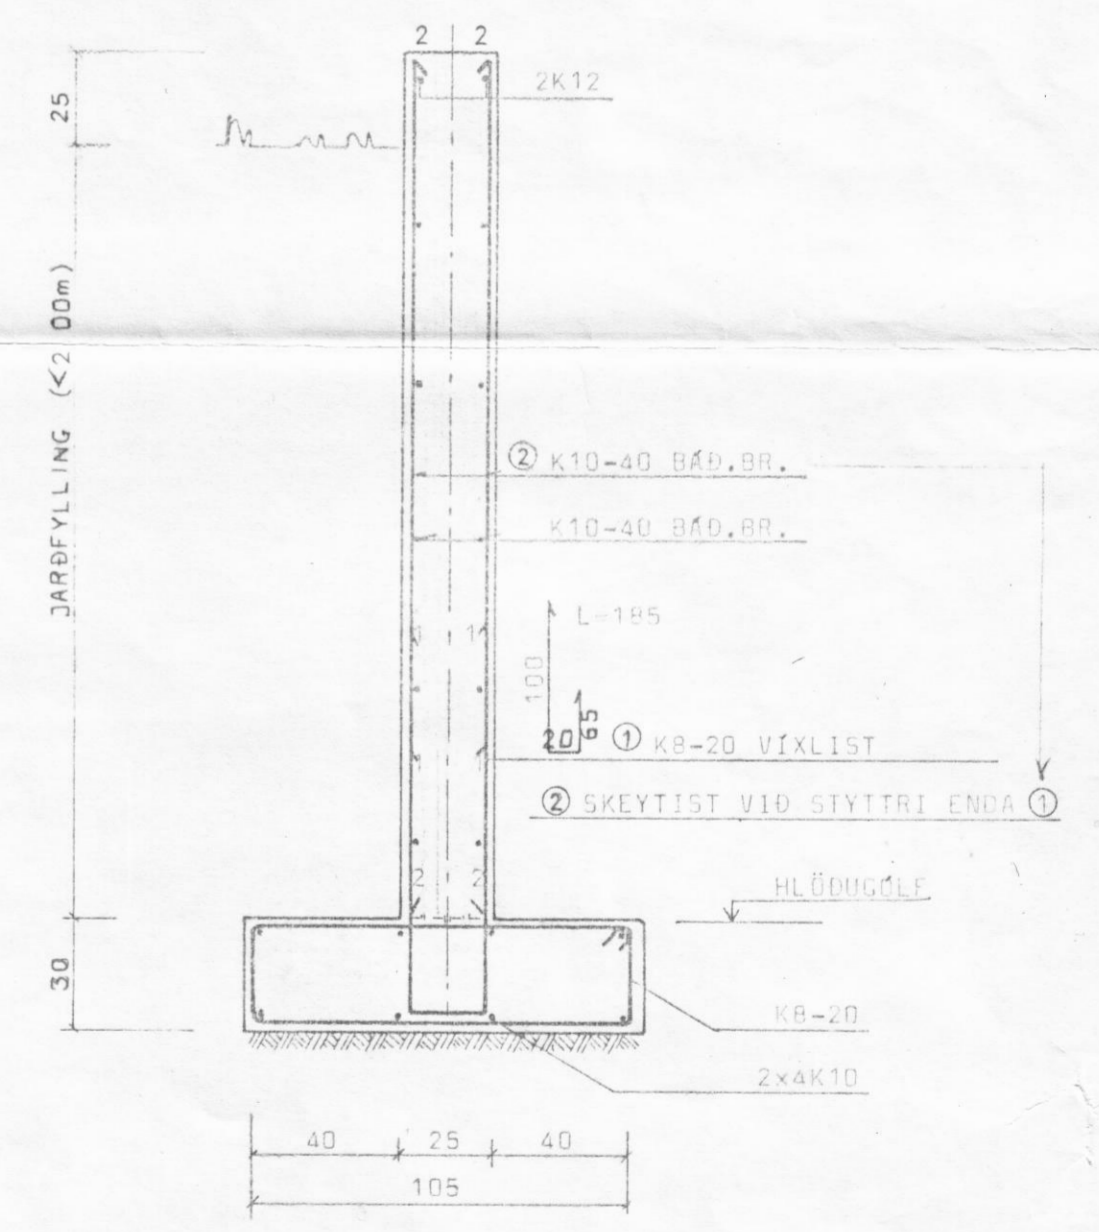 2 2
2K12
25
JARÐFYLLING (<2 00m)
② K10-40 BÁÐ.BR.
K10-40 BÁÐ.BR.
L=185
100
1 1
20
65
① K8-20 VÍXLIST
1 1
② SKEYTIST VIÐ STYTTRI ENDA ①
2 2
HLÖÐUGÓLF
30
K8-20
2x4K10
40 25 40
105